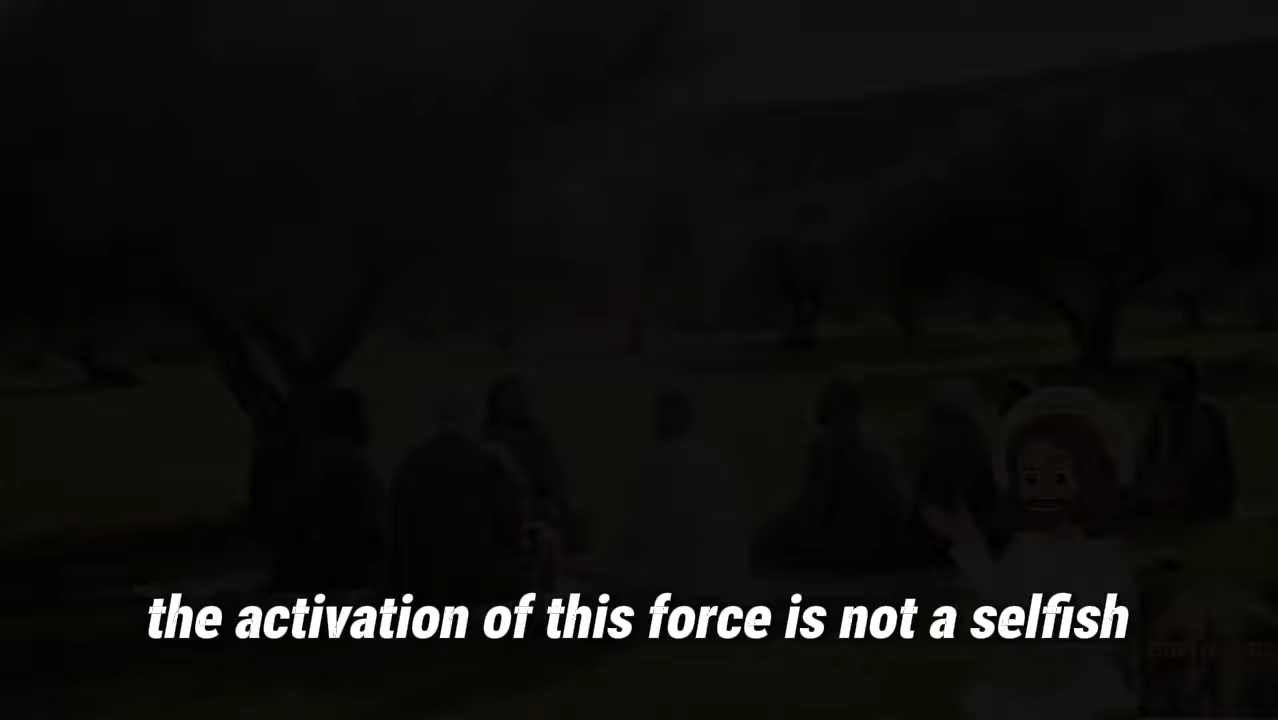 the activation of this force is not a selfish